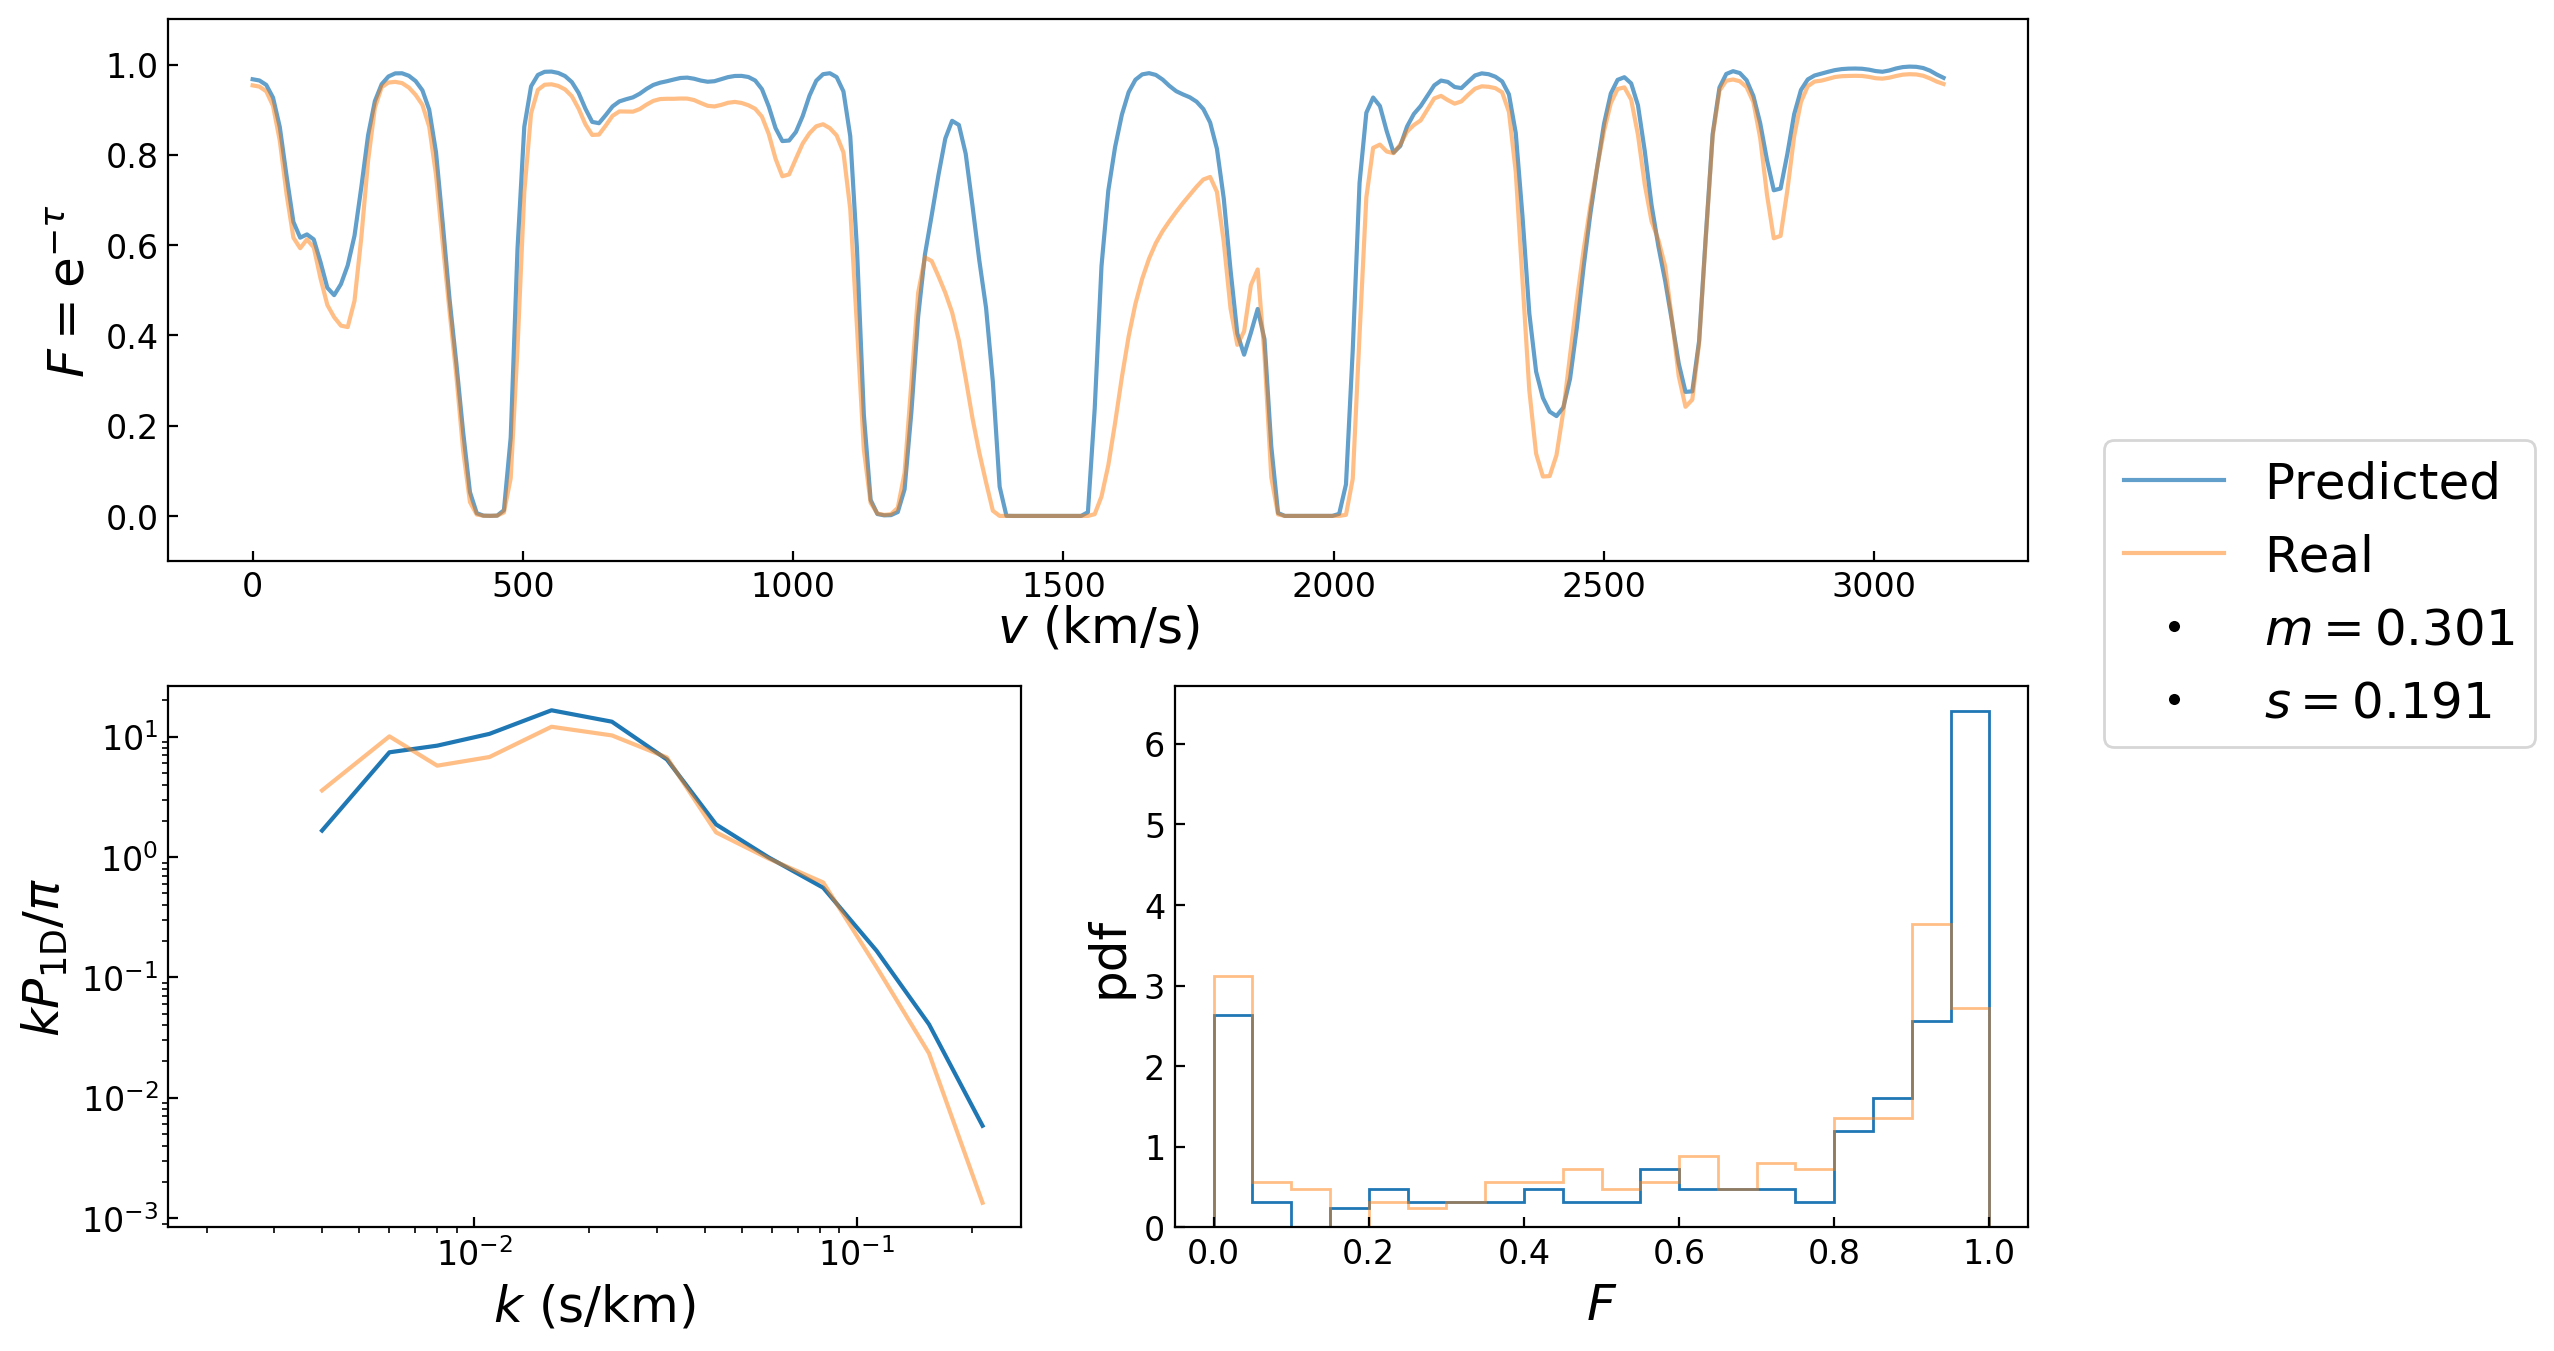 1.0
0.8
0.6
0.4
0.2
0.0
F = e^{−τ}
0 500 1000 1500 2000 2500 3000
v (km/s)
Predicted
Real
m = 0.301
s = 0.191
10^1
10^0
10^{−1}
10^{−2}
10^{−3}
kP_{1D}/π
10^{−2} 10^{−1}
k (s/km)
6
5
4
3
2
1
0
pdf
0.0 0.2 0.4 0.6 0.8 1.0
F